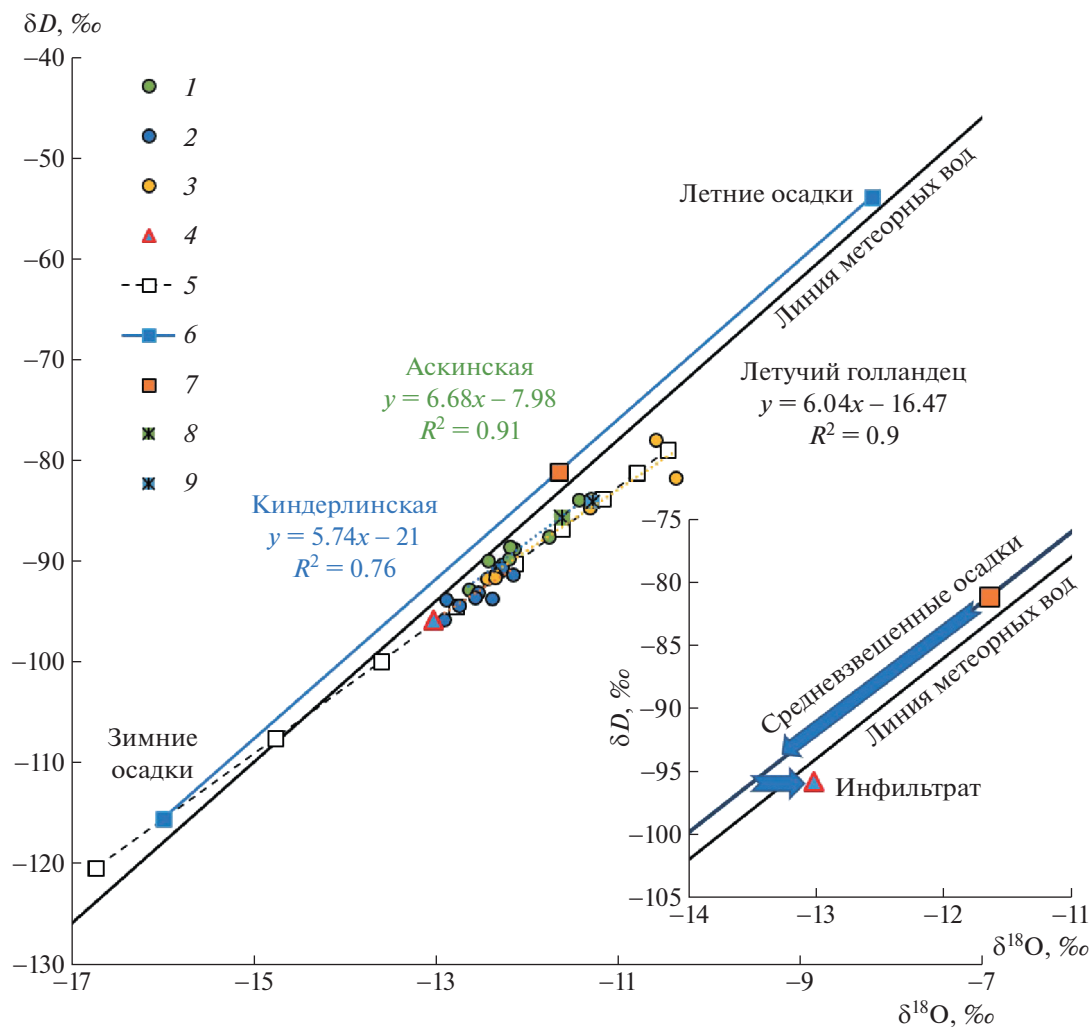 δD, ‰
−40
−50
−60
−70
−80
−90
−100
−110
−120
−130
1
2
3
4
5
6
7
8
9
Летние осадки
Линия метеорных вод
Аскинская
y = 6.68x – 7.98
R² = 0.91
Летучий голландец
y = 6.04x – 16.47
R² = 0.9
Киндерлинская
y = 5.74x – 21
R² = 0.76
Зимние
осадки
δD, ‰
−75
−80
−85
−90
−95
−100
−105
Средневзвешенные осадки
Линия метеорных вод
Инфильтрат
−14
−13
−12
−11
δ¹⁸O, ‰
−17
−15
−13
−11
−9
−7
δ¹⁸O, ‰